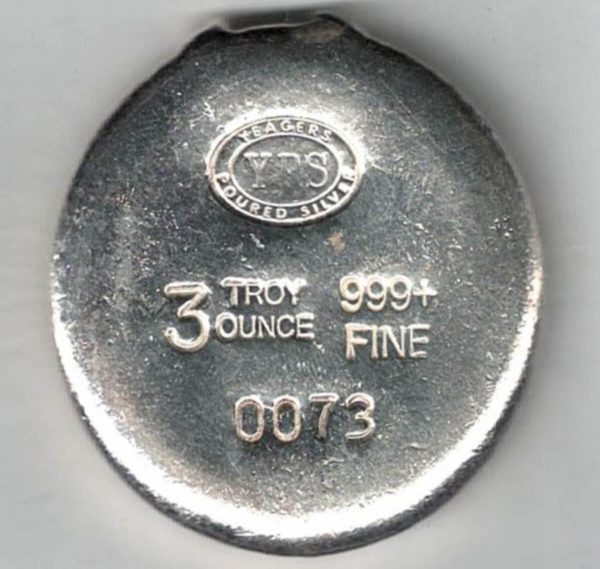 YEAGERS
YPS
POURED SILVER
3 TROY OUNCE
999+ FINE
0073